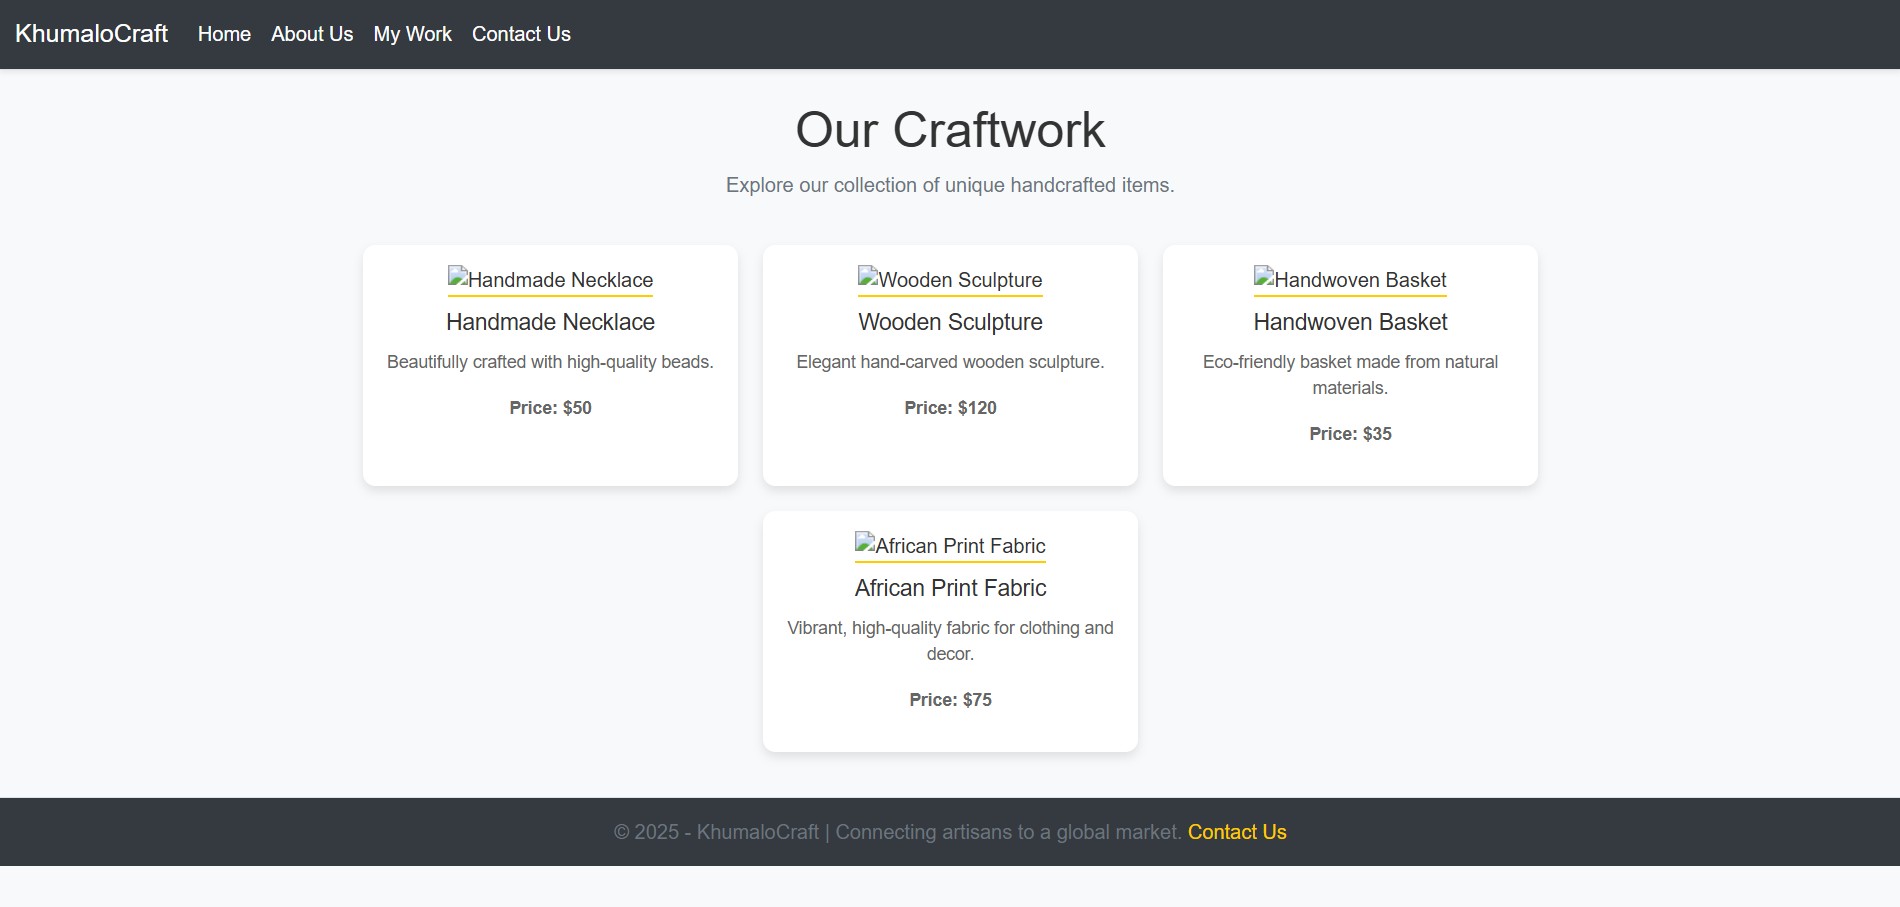 KhumaloCraft Home About Us My Work Contact Us
Our Craftwork
Explore our collection of unique handcrafted items.
Handmade Necklace
Handmade Necklace
Beautifully crafted with high-quality beads.
Price: $50
Wooden Sculpture
Wooden Sculpture
Elegant hand-carved wooden sculpture.
Price: $120
Handwoven Basket
Handwoven Basket
Eco-friendly basket made from natural
materials.
Price: $35
African Print Fabric
African Print Fabric
Vibrant, high-quality fabric for clothing and
decor.
Price: $75
© 2025 - KhumaloCraft | Connecting artisans to a global market. Contact Us